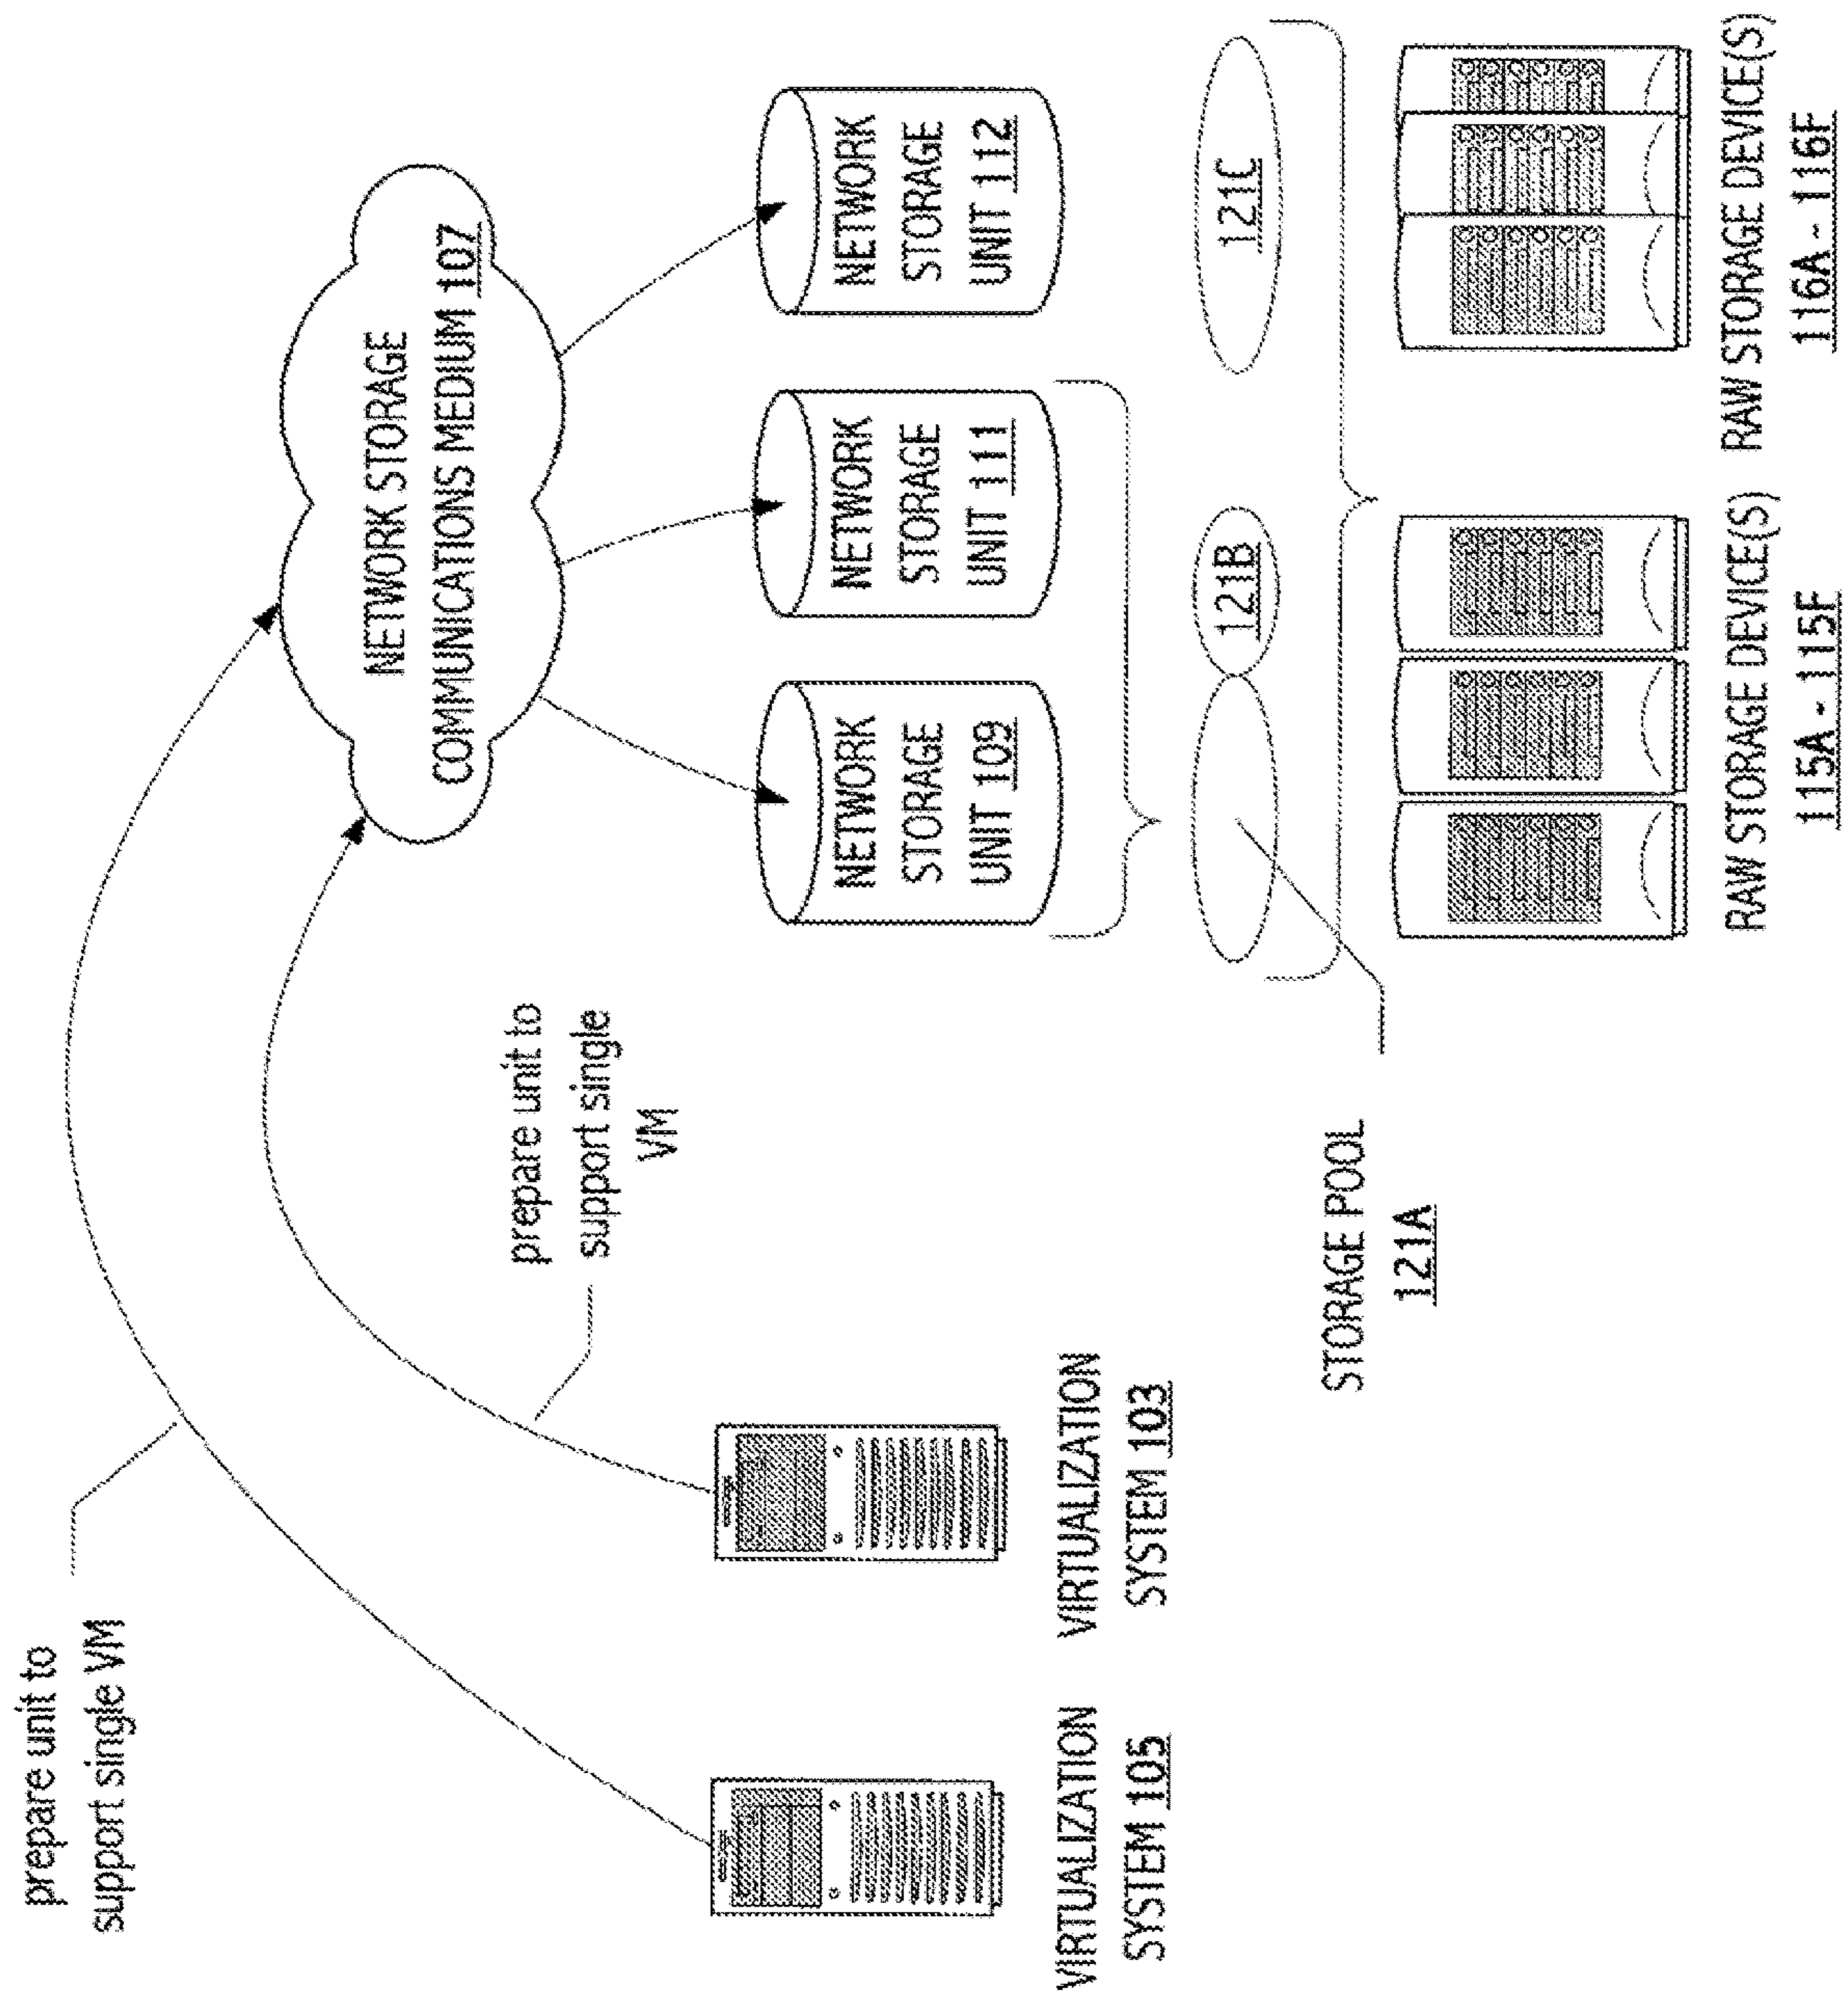 prepare unit to
support single VM
prepare unit to
support single
VM
NETWORK STORAGE
COMMUNICATIONS MEDIUM 107
VIRTUALIZATION
SYSTEM 105
VIRTUALIZATION
SYSTEM 103
NETWORK
STORAGE
UNIT 109
NETWORK
STORAGE
UNIT 111
NETWORK
STORAGE
UNIT 112
STORAGE POOL
121A
121B
121C
RAW STORAGE DEVICE(S)
115A - 115F
RAW STORAGE DEVICE(S)
116A - 116F